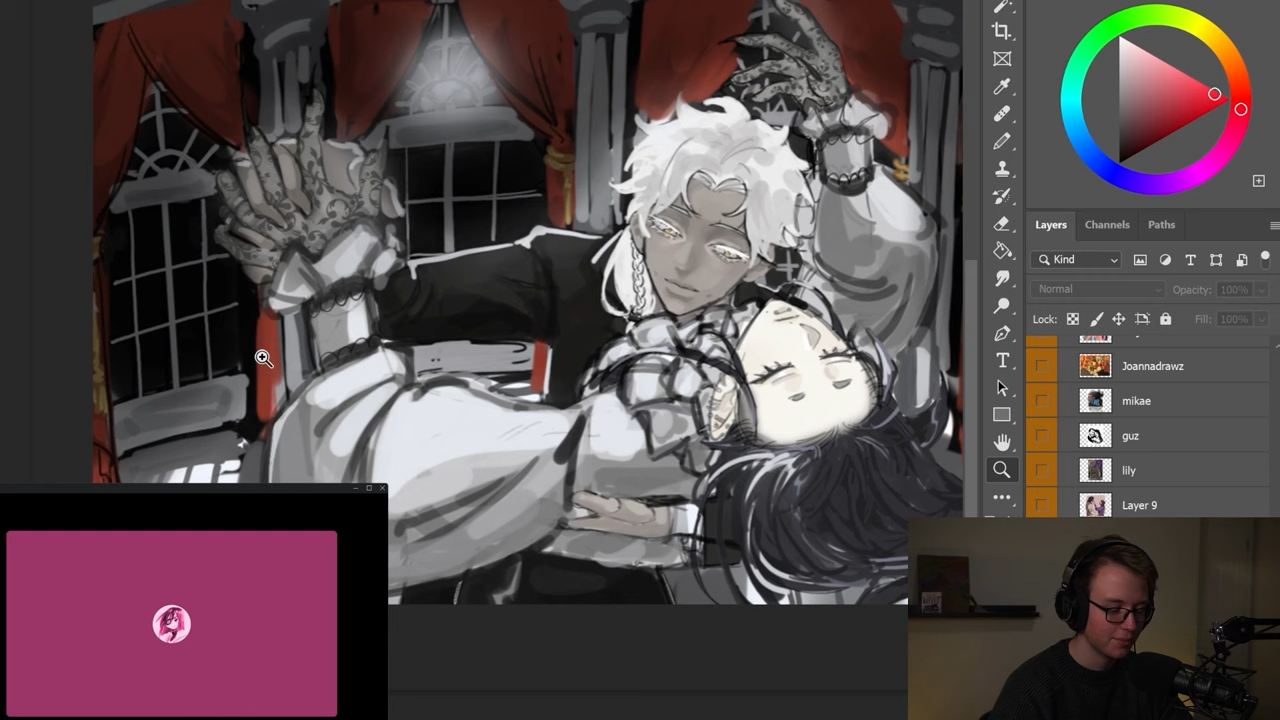 Layers
Channels
Paths
Kind
Normal
Opacity: 100%
Lock:
Fill: 100%
Joannadrawz
mikae
guz
lily
Layer 9